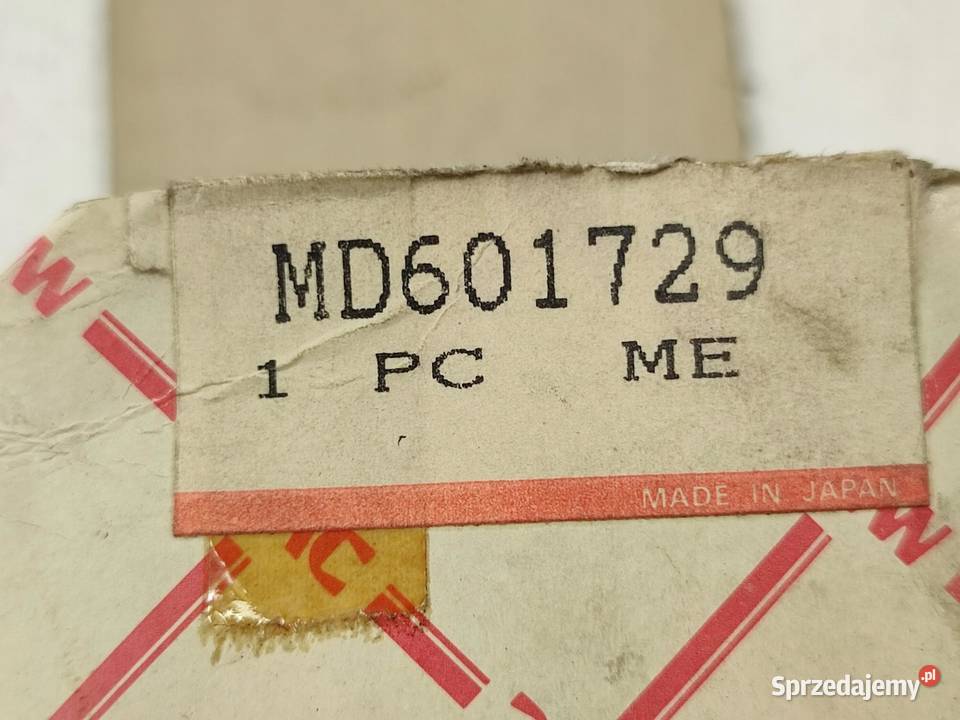 MD601729
1 PC ME
MADE IN JAPAN
M
M
Sprzedajemy.pl